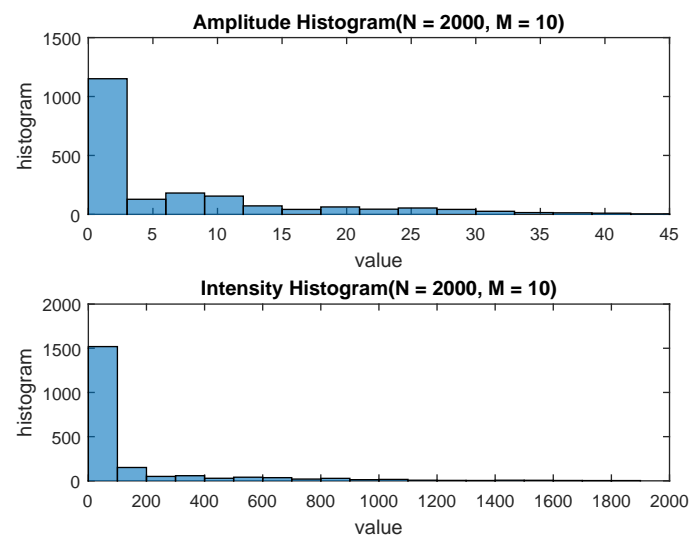 Amplitude Histogram(N = 2000, M = 10)
1500
1000
500
0
histogram
0 5 10 15 20 25 30 35 40 45
value
Intensity Histogram(N = 2000, M = 10)
2000
1500
1000
500
0
histogram
0 200 400 600 800 1000 1200 1400 1600 1800 2000
value